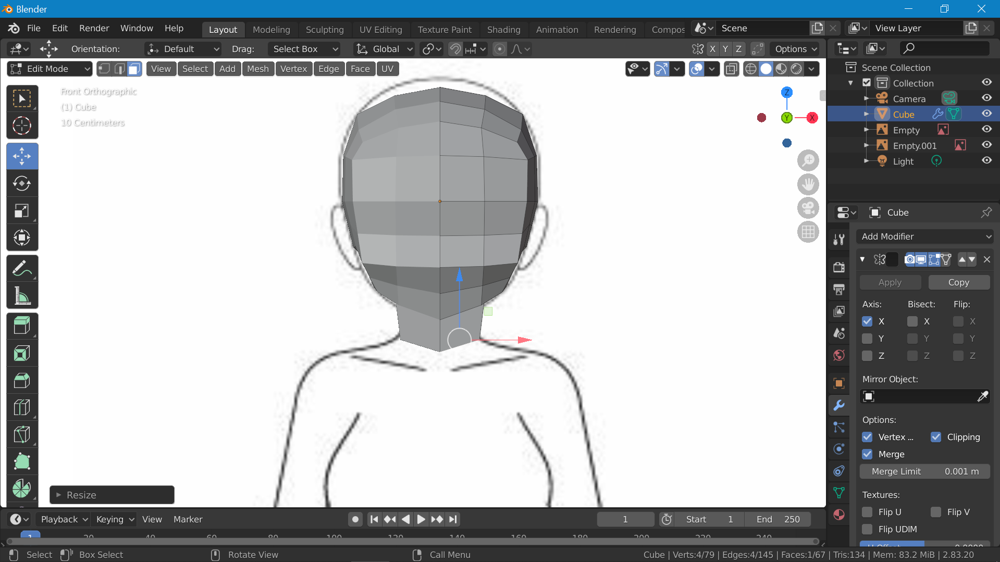 Blender
File Edit Render Window Help Layout Modeling Sculpting UV Editing Texture Paint Shading Animation Rendering Compos Scene View Layer
Orientation: Default Drag: Select Box Global X Y Z Options
Edit Mode View Select Add Mesh Vertex Edge Face UV
Front Orthographic
(1) Cube
10 Centimeters
Z
Y
X
Resize
Scene Collection
Collection
Camera
Cube
Empty
Empty.001
Light
Cube
Add Modifier
Apply Copy
Axis: Bisect: Flip:
X X X
Y Y Y
Z Z Z
Mirror Object:
Options:
Vertex ... Clipping
Merge
Merge Limit 0.001 m
Textures:
Flip U Flip V
Flip UDIM
Playback Keying View Marker 1 Start 1 End 250
1 20 40 60 80 100 120 140 160 180 200 220 240
Select Box Select Rotate View Call Menu Cube | Verts:4/79 | Edges:4/145 | Faces:1/67 | Tris:134 | Mem: 83.2 MiB | 2.83.20